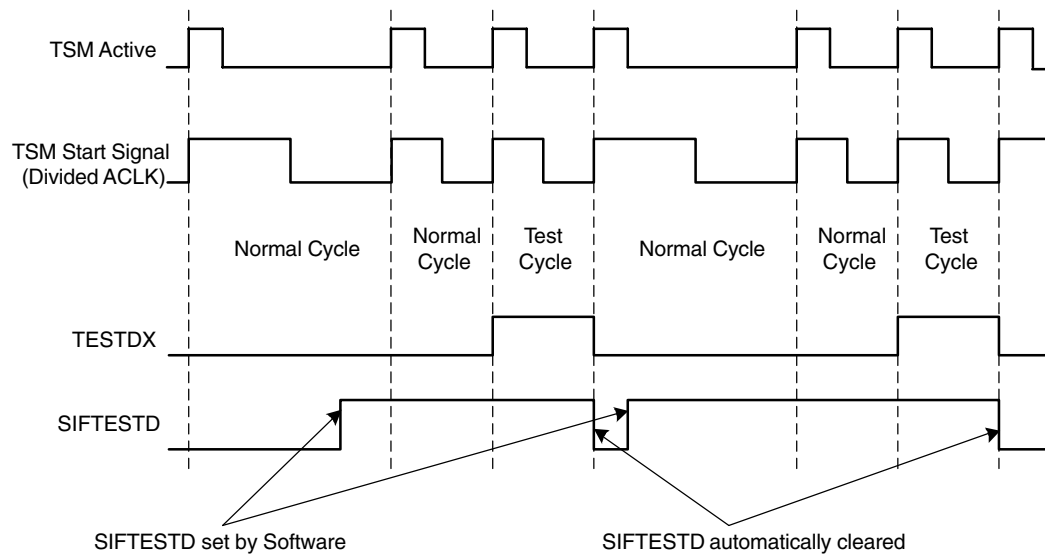 TSM Active
TSM Start Signal
(Divided ACLK)
Normal Cycle
Normal
Cycle
Test
Cycle
Normal Cycle
Normal
Cycle
Test
Cycle
TESTDX
SIFTESTD
SIFTESTD set by Software
SIFTESTD automatically cleared